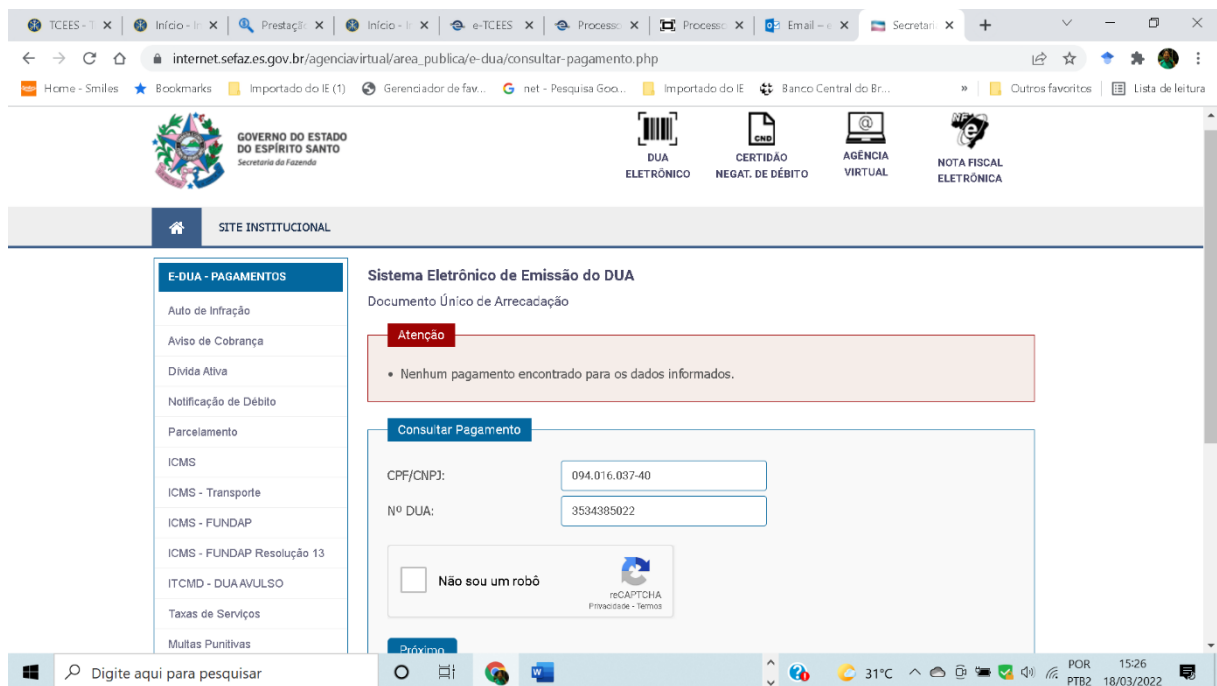 TCEES - T
Início - In
Prestaçã
Início - In
e-TCEES
Processo
Processo
Email – e
Secretari
internet.sefaz.es.gov.br/agenciavirtual/area_publica/e-dua/consultar-pagamento.php
Home - Smiles
Bookmarks
Importado do IE (1)
Gerenciador de fav...
net - Pesquisa Goo...
Importado do IE
Banco Central do Br...
»
Outros favoritos
Lista de leitura
GOVERNO DO ESTADO
DO ESPÍRITO SANTO
Secretaria da Fazenda
DUA
ELETRÔNICO
CND
CERTIDÃO
NEGAT. DE DÉBITO
@
AGÊNCIA
VIRTUAL
NF
e
NOTA FISCAL
ELETRÔNICA
SITE INSTITUCIONAL
E-DUA - PAGAMENTOS
Auto de Infração
Aviso de Cobrança
Dívida Ativa
Notificação de Débito
Parcelamento
ICMS
ICMS - Transporte
ICMS - FUNDAP
ICMS - FUNDAP Resolução 13
ITCMD - DUA AVULSO
Taxas de Serviços
Multas Punitivas
Sistema Eletrônico de Emissão do DUA
Documento Único de Arrecadação
Atenção
• Nenhum pagamento encontrado para os dados informados.
Consultar Pagamento
CPF/CNPJ: 094.016.037-40
Nº DUA: 3534385022
Não sou um robô
reCAPTCHA
Privacidade - Termos
Próximo
Digite aqui para pesquisar
31°C
POR
PTB2
15:26
18/03/2022